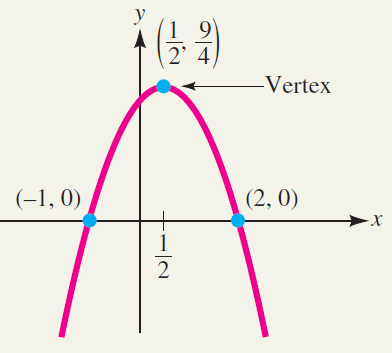 y
(1/2, 9/4)
Vertex
(–1, 0)
(2, 0)
x
1/2